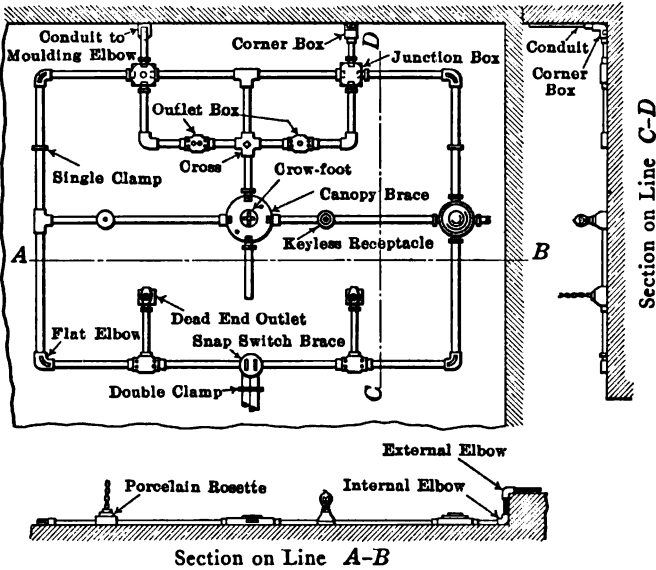 Conduit to
Moulding Elbow
Corner Box
D
Junction Box
Outlet Box
Cross
Crow-foot
Single Clamp
Canopy Brace
Keyless Receptacle
A
B
Dead End Outlet
Flat Elbow
Snap Switch Brace
Double Clamp
C
Conduit
Corner
Box
Section on Line C-D
External Elbow
Porcelain Rosette
Internal Elbow
Section on Line A-B